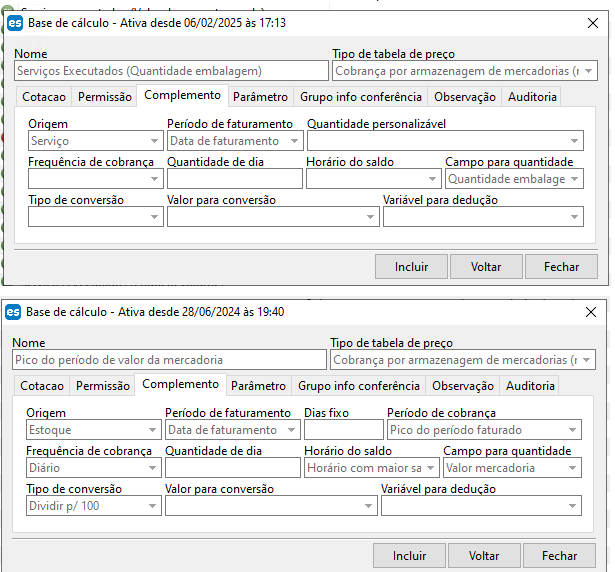 es Base de cálculo - Ativa desde 06/02/2025 às 17:13
Nome Tipo de tabela de preço
Serviços Executados (Quantidade embalagem) Cobrança por armazenagem de mercadorias (
Cotacao Permissão Complemento Parâmetro Grupo info conferência Observação Auditoria
Origem Período de faturamento Quantidade personalizável
Serviço Data de faturamento
Frequência de cobrança Quantidade de dia Horário do saldo Campo para quantidade
Quantidade embalage
Tipo de conversão Valor para conversão Variável para dedução
Incluir Voltar Fechar
es Base de cálculo - Ativa desde 28/06/2024 às 19:40
Nome Tipo de tabela de preço
Pico do período de valor da mercadoria Cobrança por armazenagem de mercadorias (
Cotacao Permissão Complemento Parâmetro Grupo info conferência Observação Auditoria
Origem Período de faturamento Dias fixo Período de cobrança
Estoque Data de faturamento Pico do período faturado
Frequência de cobrança Quantidade de dia Horário do saldo Campo para quantidade
Diário Horário com maior sa Valor mercadoria
Tipo de conversão Valor para conversão Variável para dedução
Dividir p/ 100
Incluir Voltar Fechar